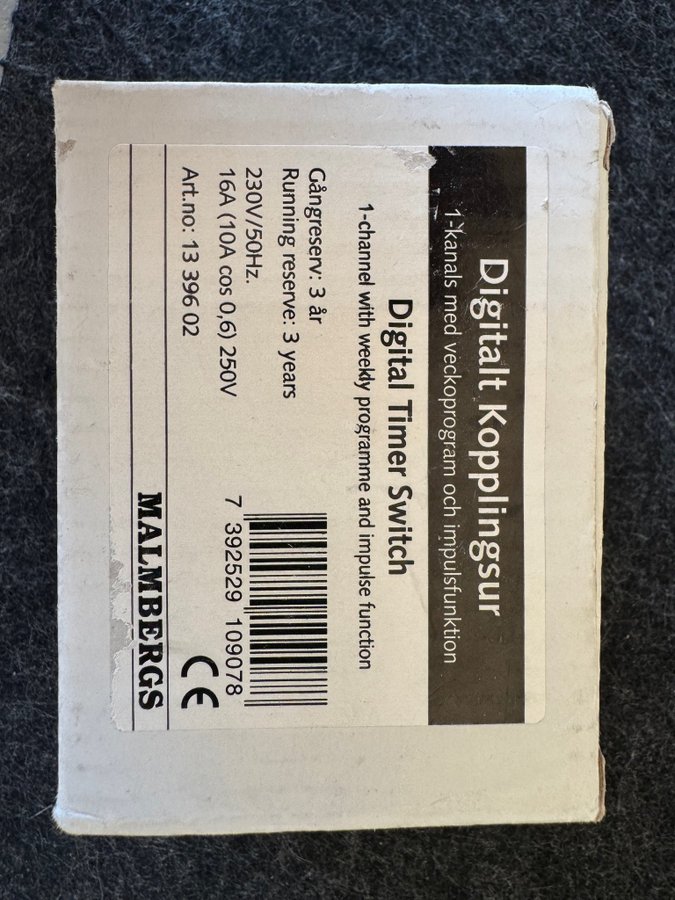 Digitalt Kopplingsur
1-kanals med veckoprogram och impulsfunktion
Digital Timer Switch
1-channel with weekly programme and impulse function
Gångreserv: 3 år
Running reserve: 3 years
230V/50Hz.
16A (10A cos 0,6) 250V
Art.no: 13 396 02
7 392529 109078
CE
MALMBERGS